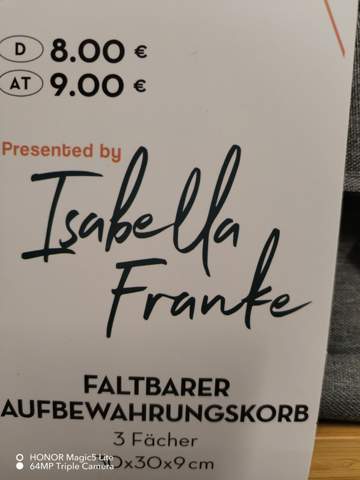 D 8.00 €
AT 9.00 €
Presented by
Isabella
Franke
FALTBARER
AUFBEWAHRUNGSKORB
3 Fächer
HONOR Magic5 Lite
64MP Triple Camera